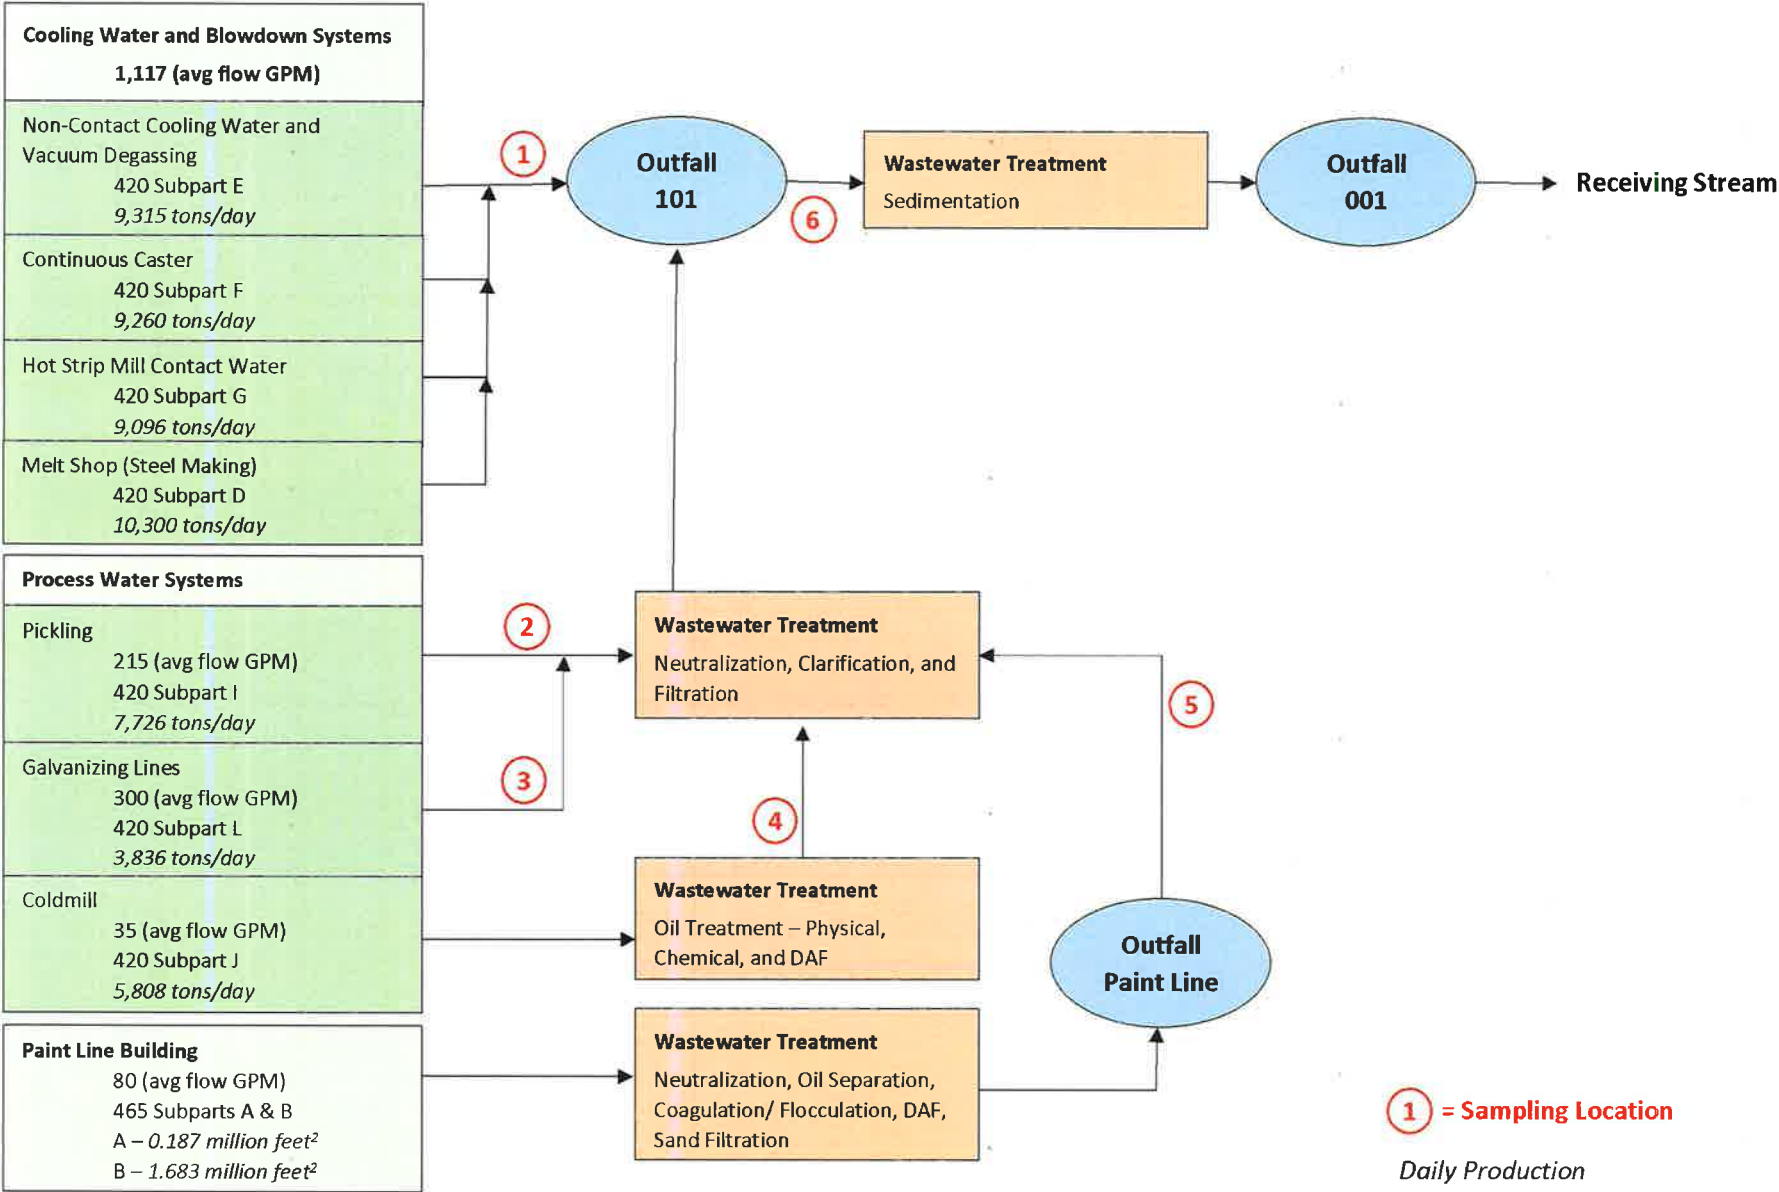 Cooling Water and Blowdown Systems
1,117 (avg flow GPM)
Non-Contact Cooling Water and
Vacuum Degassing
420 Subpart E
9,315 tons/day
Continuous Caster
420 Subpart F
9,260 tons/day
Hot Strip Mill Contact Water
420 Subpart G
9,096 tons/day
Melt Shop (Steel Making)
420 Subpart D
10,300 tons/day
1
Outfall
101
6
Wastewater Treatment
Sedimentation
Outfall
001
Receiving Stream
Process Water Systems
Pickling
215 (avg flow GPM)
420 Subpart I
7,726 tons/day
Galvanizing Lines
300 (avg flow GPM)
420 Subpart L
3,836 tons/day
Coldmill
35 (avg flow GPM)
420 Subpart J
5,808 tons/day
2
3
Wastewater Treatment
Neutralization, Clarification, and
Filtration
4
5
Wastewater Treatment
Oil Treatment – Physical,
Chemical, and DAF
Outfall
Paint Line
Paint Line Building
80 (avg flow GPM)
465 Subparts A & B
A – 0.187 million feet²
B – 1.683 million feet²
Wastewater Treatment
Neutralization, Oil Separation,
Coagulation/ Flocculation, DAF,
Sand Filtration
1 = Sampling Location
Daily Production